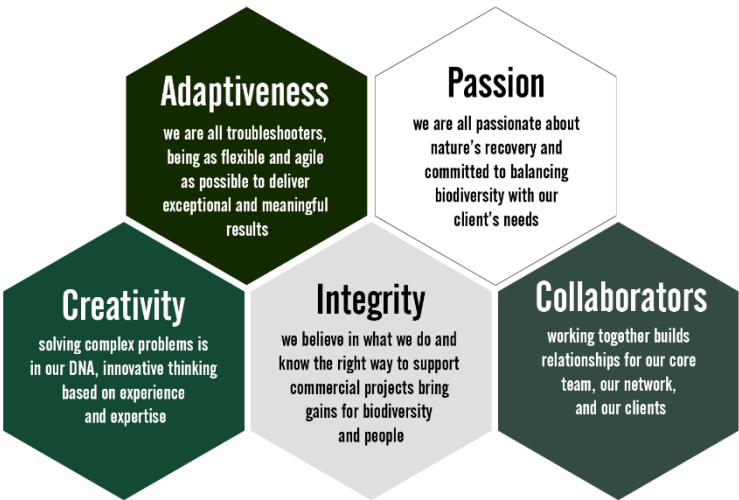 Adaptiveness
we are all troubleshooters,
being as flexible and agile
as possible to deliver
exceptional and meaningful
results
Passion
we are all passionate about
nature's recovery and
committed to balancing
biodiversity with our
client's needs
Creativity
solving complex problems is
in our DNA, innovative thinking
based on experience
and expertise
Integrity
we believe in what we do and
know the right way to support
commercial projects bring
gains for biodiversity
and people
Collaborators
working together builds
relationships for our core
team, our network,
and our clients